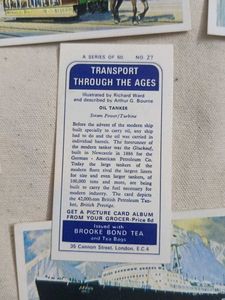 A SERIES OF 50 NO. 27
TRANSPORT
THROUGH THE AGES
Illustrated by Richard Ward
and described by Arthur G. Bourne
OIL TANKER
Steam Power/Turbine
Before the advent of the modern ship
built specially to carry oil, any ship
had to do and the oil was carried in
individual barrels. The forerunner of
the modern tanker was the Gluckauf,
built in Newcastle in 1886 for the
German-American Petroleum Co.
Today the large tankers of the
modern fleets rival the largest liners
for size and even larger tankers, of
100,000 tons and more, are being
built to carry the fuel necessary for
modern industry. The card depicts
the 42,000-ton British Petroleum Co.
tanker, British Prestige.
GET A PICTURE CARD ALBUM
FROM YOUR GROCER-Price 6d
Issued with
BROOKE BOND TEA
and Tea Bags
35 Cannon Street, London, E.C.4